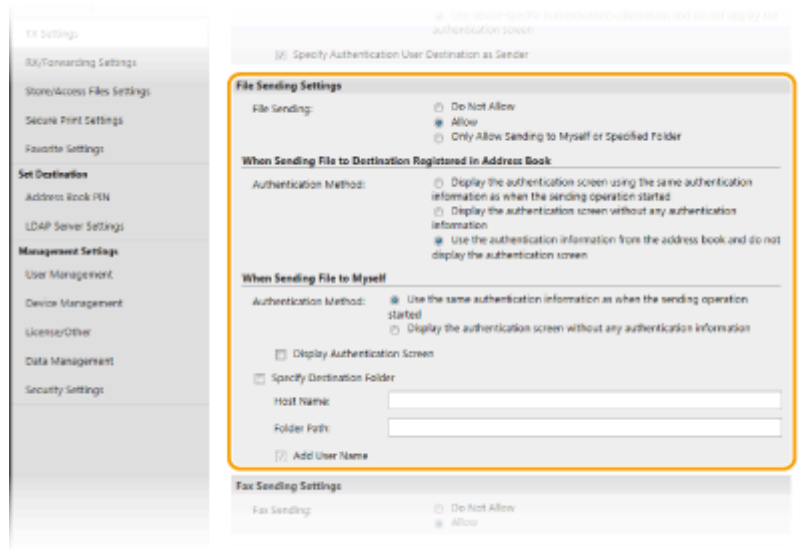 TX Settings
RX/Forwarding Settings
Store/Access Files Settings
Secure Print Settings
Favorite Settings
Set Destination
Address Book PIN
LDAP Server Settings
Management Settings
User Management
Device Management
License/Other
Data Management
Security Settings
authentication screen
Specify Authentication User Destination as Sender
File Sending Settings
File Sending:
Do Not Allow
Allow
Only Allow Sending to Myself or Specified Folder
When Sending File to Destination Registered in Address Book
Authentication Method:
Display the authentication screen using the same authentication
information as when the sending operation started
Display the authentication screen without any authentication
information
Use the authentication information from the address book and do not
display the authentication screen
When Sending File to Myself
Authentication Method:
Use the same authentication information as when the sending operation
started
Display the authentication screen without any authentication information
Display Authentication Screen
Specify Destination Folder
Host Name:
Folder Path:
Add User Name
Fax Sending Settings
Fax Sending:
Do Not Allow
Allow